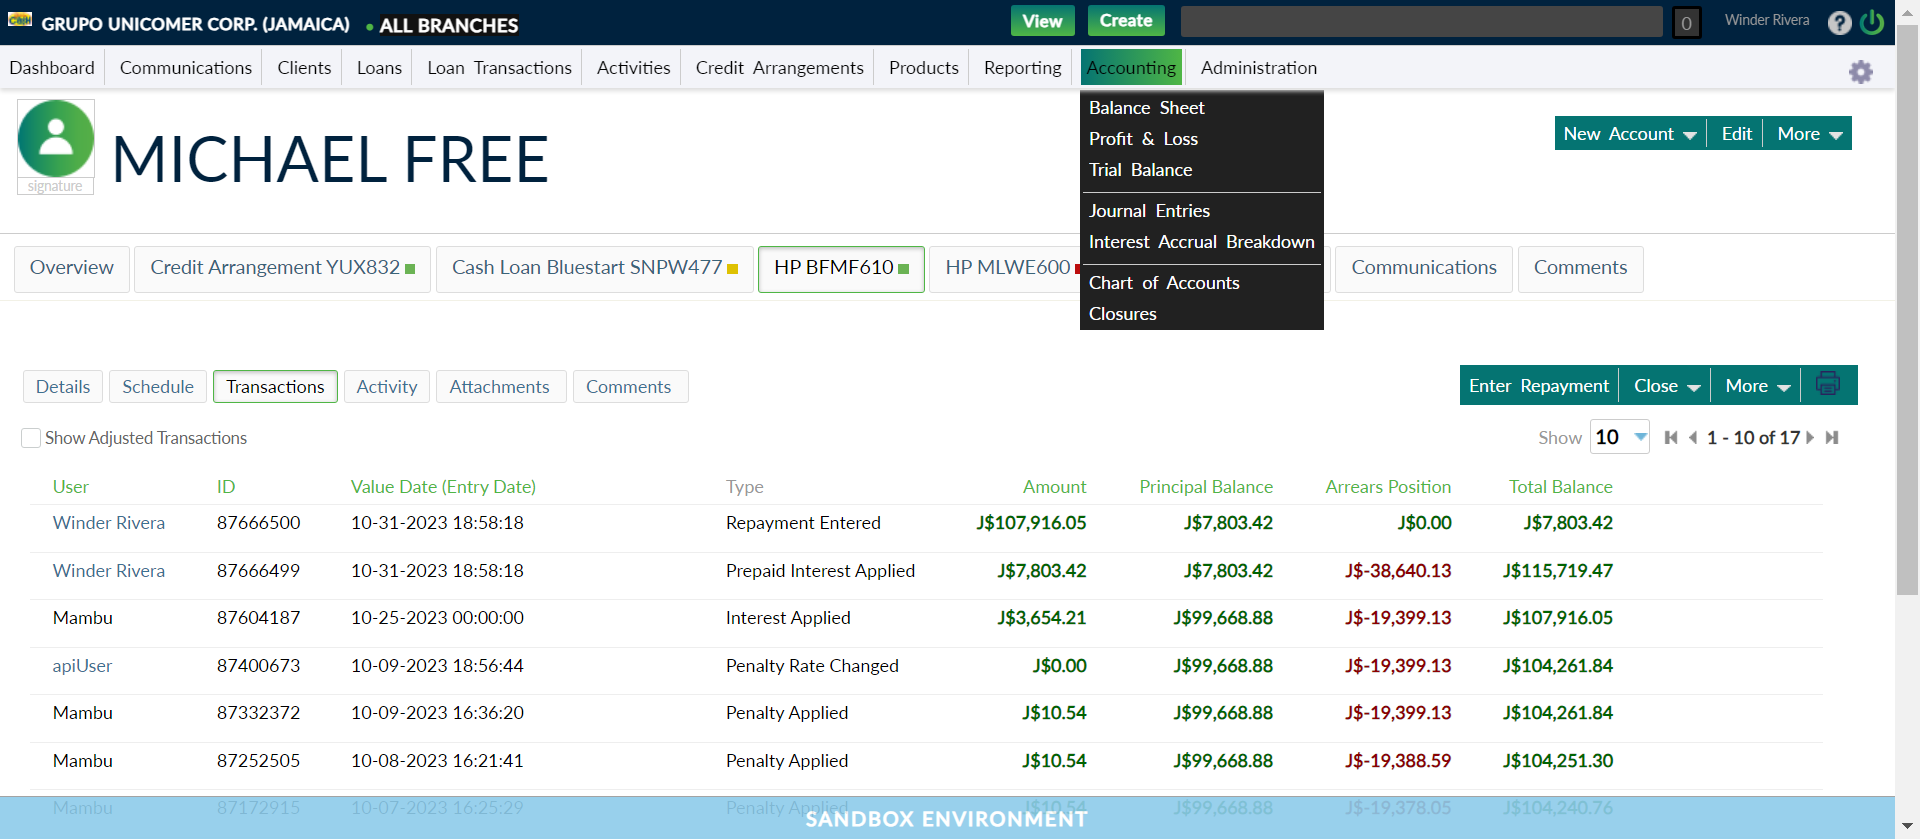 Cash GRUPO UNICOMER CORP. (JAMAICA) • ALL BRANCHES View Create 0 Winder Rivera ?
Dashboard Communications Clients Loans Loan Transactions Activities Credit Arrangements Products Reporting Accounting Administration
Balance Sheet
Profit & Loss
Trial Balance
Journal Entries
Interest Accrual Breakdown
Chart of Accounts
Closures
signature
MICHAEL FREE
New Account Edit More
Overview Credit Arrangement YUX832 Cash Loan Bluestart SNPW477 HP BFMF610 HP MLWE600 Communications Comments
Details Schedule Transactions Activity Attachments Comments
Enter Repayment Close More
Show Adjusted Transactions
Show 10 1 - 10 of 17
User ID Value Date (Entry Date) Type Amount Principal Balance Arrears Position Total Balance
Winder Rivera 87666500 10-31-2023 18:58:18 Repayment Entered J$107,916.05 J$7,803.42 J$0.00 J$7,803.42
Winder Rivera 87666499 10-31-2023 18:58:18 Prepaid Interest Applied J$7,803.42 J$7,803.42 J$-38,640.13 J$115,719.47
Mambu 87604187 10-25-2023 00:00:00 Interest Applied J$3,654.21 J$99,668.88 J$-19,399.13 J$107,916.05
apiUser 87400673 10-09-2023 18:56:44 Penalty Rate Changed J$0.00 J$99,668.88 J$-19,399.13 J$104,261.84
Mambu 87332372 10-09-2023 16:36:20 Penalty Applied J$10.54 J$99,668.88 J$-19,399.13 J$104,261.84
Mambu 87252505 10-08-2023 16:21:41 Penalty Applied J$10.54 J$99,668.88 J$-19,388.59 J$104,251.30
Mambu 87172915 10-07-2023 16:25:29 Penalty Applied J$10.54 J$99,668.88 J$-19,378.05 J$104,240.76
SANDBOX ENVIRONMENT